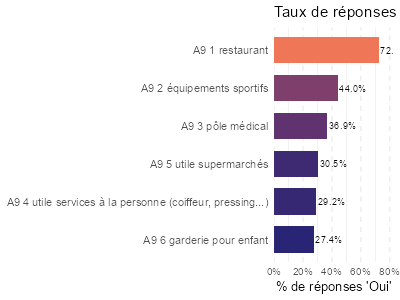 Taux de réponses
A9 1 restaurant 72.
A9 2 équipements sportifs 44.0%
A9 3 pôle médical 36.9%
A9 5 utile supermarchés 30.5%
A9 4 utile services à la personne (coiffeur, pressing...) 29.2%
A9 6 garderie pour enfant 27.4%
0% 20% 40% 60% 80%
% de réponses 'Oui'